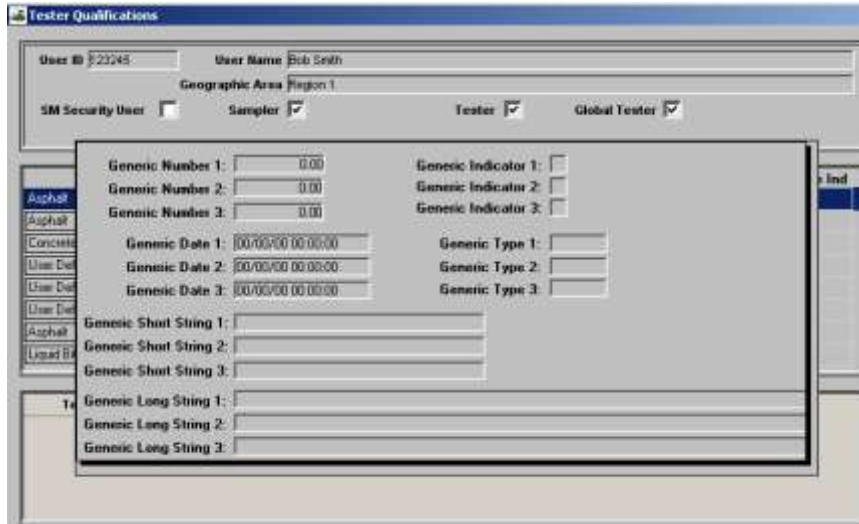 Tester Qualifications
User ID 123245 User Name Bob Smith
Geographic Area Region 1
SM Security User Sampler Tester Global Tester
Generic Number 1: 0.00 Generic Indicator 1:
Generic Number 2: 0.00 Generic Indicator 2:
Generic Number 3: 0.00 Generic Indicator 3:
Ind
Asphalt
Asphalt
Concrete
User Def
User Def
User Def
Asphalt
Liquid
Generic Date 1: 00/00/00 00:00:00 Generic Type 1:
Generic Date 2: 00/00/00 00:00:00 Generic Type 2:
Generic Date 3: 00/00/00 00:00:00 Generic Type 3:
Generic Short String 1:
Generic Short String 2:
Generic Short String 3:
Generic Long String 1:
Generic Long String 2:
Generic Long String 3:
Te